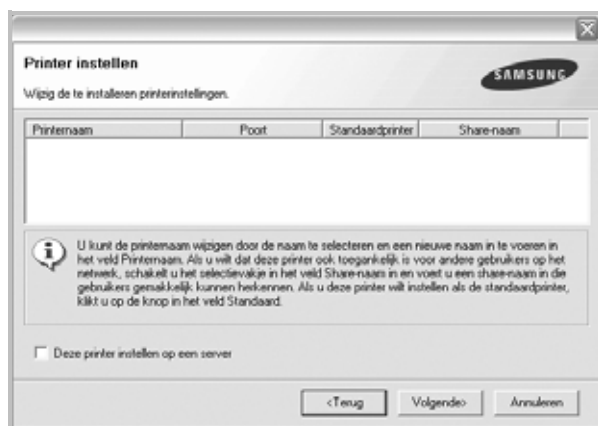 Printer instellen
SAMSUNG
Wijzig de te installeren printerinstellingen.
Printernaam Poort Standaardprinter Share-naam
U kunt de printernaam wijzigen door de naam te selecteren en een nieuwe naam in te voeren in
het veld Printernaam. Als u wilt dat deze printer ook toegankelijk is voor andere gebruikers op het
netwerk, schakelt u het selectievakje in het veld Share-naam in en voert u een share-naam in die
gebruikers gemakkelijk kunnen herkennen. Als u deze printer wilt instellen als de standaardprinter,
klikt u op de knop in het veld Standaard.
Deze printer instellen op een server
<Terug Volgende> Annuleren